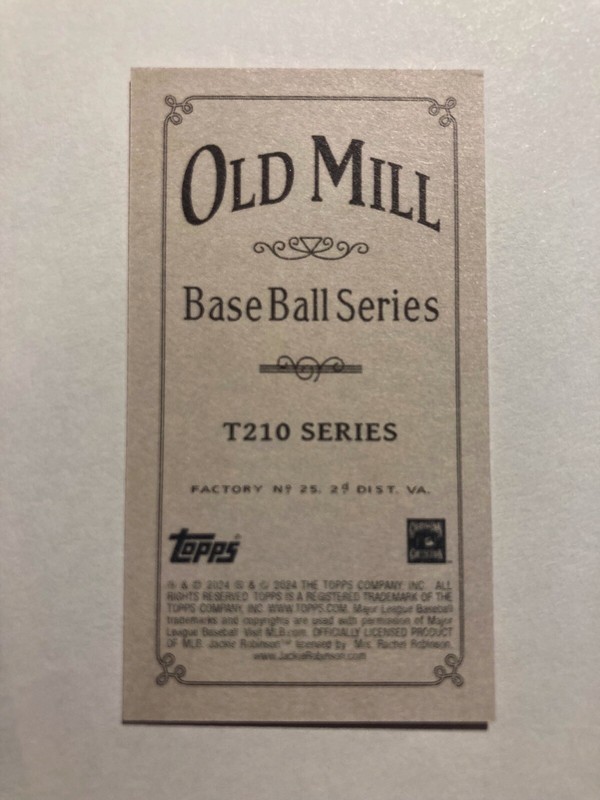 OLD MILL
Base Ball Series
T210 SERIES
FACTORY Nº 25. 2d DIST. VA.
Topps®
® & © 2024 ® & © 2024 THE TOPPS COMPANY, INC. ALL
RIGHTS RESERVED. TOPPS IS A REGISTERED TRADEMARK OF THE
TOPPS COMPANY, INC. WWW.TOPPS.COM. Major League Baseball
trademarks and copyrights are used with permission of Major
League Baseball. Visit MLB.com. OFFICIALLY LICENSED PRODUCT
OF MLB. Jackie Robinson™ licensed by Mrs. Rachel Robinson,
www.JackieRobinson.com